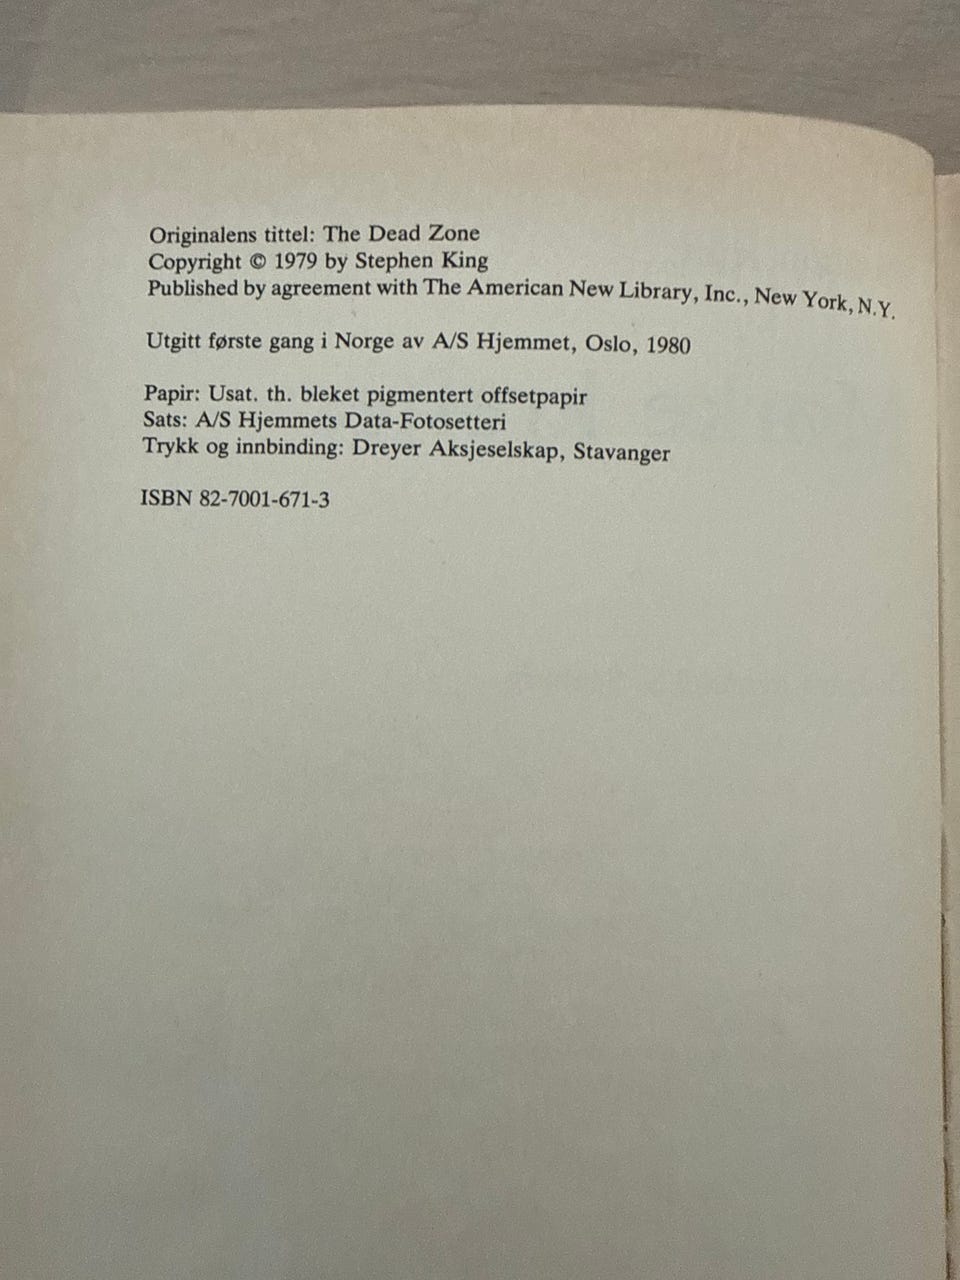 Originalens tittel: The Dead Zone
Copyright © 1979 by Stephen King
Published by agreement with The American New Library, Inc., New York, N.Y.
Utgitt første gang i Norge av A/S Hjemmet, Oslo, 1980
Papir: Usat. th. bleket pigmentert offsetpapir
Sats: A/S Hjemmets Data-Fotosetteri
Trykk og innbinding: Dreyer Aksjeselskap, Stavanger
ISBN 82-7001-671-3